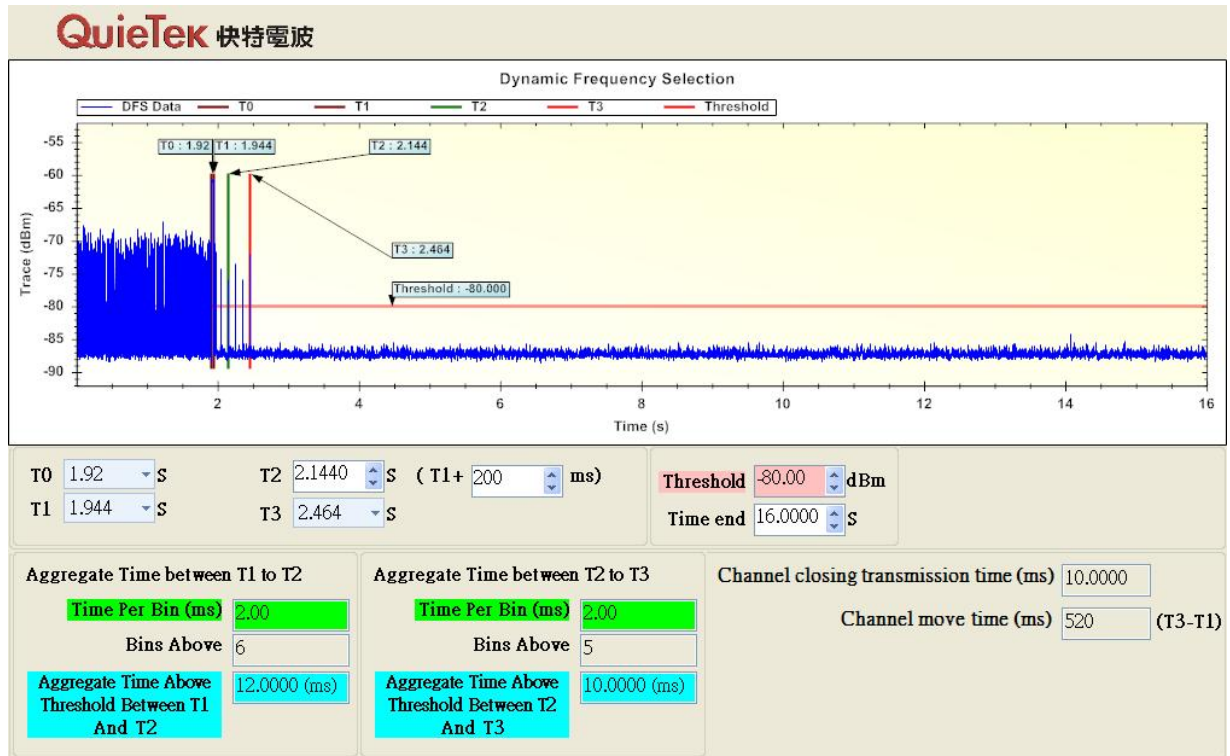 QuieTek 快特電波
Dynamic Frequency Selection
DFS Data T0 T1 T2 T3 Threshold
T0 : 1.92 T1 : 1.944 T2 : 2.144
T3 : 2.464
Threshold : -80.000
Trace (dBm)
-55
-60
-65
-70
-75
-80
-85
-90
2 4 6 8 10 12 14 16
Time (s)
T0 1.92 S T2 2.1440 S ( T1+ 200 ms) Threshold -80.00 dBm
T1 1.944 S T3 2.464 S Time end 16.0000 S
Aggregate Time between T1 to T2
Time Per Bin (ms) 2.00
Bins Above 6
Aggregate Time Above
Threshold Between T1
And T2
12.0000 (ms)
Aggregate Time between T2 to T3
Time Per Bin (ms) 2.00
Bins Above 5
Aggregate Time Above
Threshold Between T2
And T3
10.0000 (ms)
Channel closing transmission time (ms) 10.0000
Channel move time (ms) 520 (T3-T1)